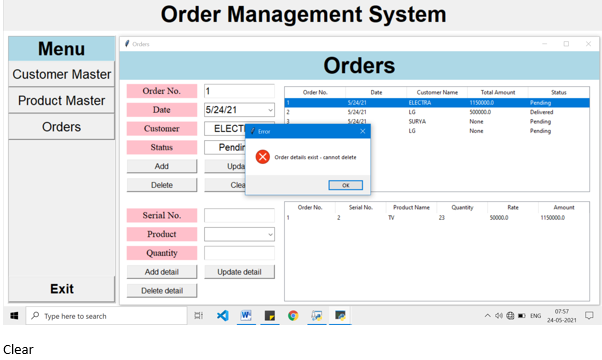 Order Management System
Menu
Customer Master
Product Master
Orders
Exit
Orders
Orders
Order No. 1
Date 5/24/21
Customer ELECTR
Status Pendin
Add Upda
Delete Clea
Order No. Date Customer Name Total Amount Status
1 5/24/21 ELECTRA 1150000.0 Pending
2 5/24/21 LG 500000.0 Delivered
3 5/24/21 SURYA None Pending
LG None Pending
Error
Order details exist - cannot delete
OK
Serial No.
Product
Quantity
Add detail Update detail
Delete detail
Order No. Serial No. Product Name Quantity Rate Amount
1 2 TV 23 50000.0 1150000.0
Type here to search
ENG
07:57
24-05-2021
Clear